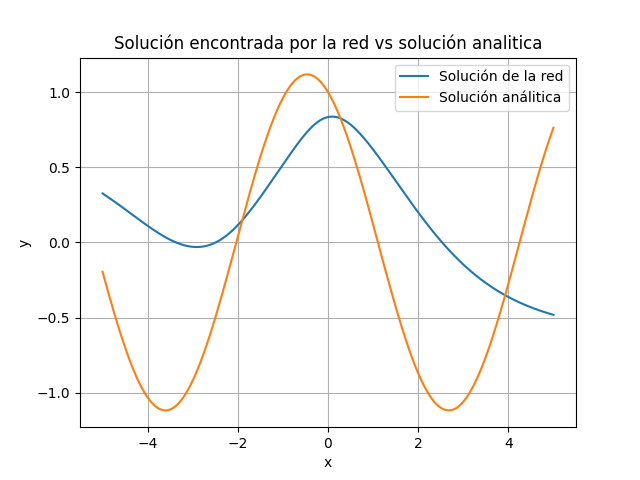 Solución encontrada por la red vs solución analitica
Solución de la red
Solución análitica
1.0
0.5
0.0
−0.5
−1.0
y
−4
−2
0
2
4
x